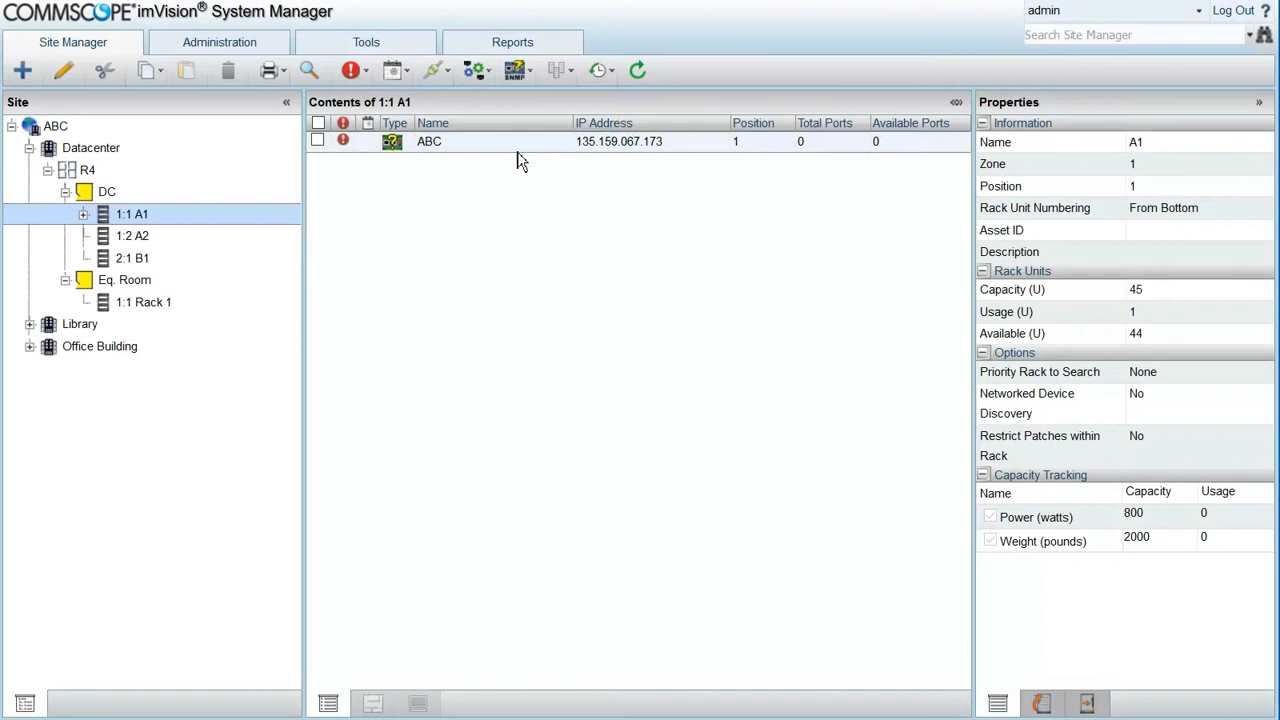 COMMSCOPE® imVision® System Manager
admin
Log Out ?
Site Manager
Administration
Tools
Reports
Search Site Manager
SNMP
Site
ABC
Datacenter
R4
DC
1:1 A1
1:2 A2
2:1 B1
Eq. Room
1:1 Rack 1
Library
Office Building
Contents of 1:1 A1
Type Name IP Address Position Total Ports Available Ports
ABC 135.159.067.173 1 0 0
Properties
Information
Name A1
Zone 1
Position 1
Rack Unit Numbering From Bottom
Asset ID
Description
Rack Units
Capacity (U) 45
Usage (U) 1
Available (U) 44
Options
Priority Rack to Search None
Networked Device No
Discovery
Restrict Patches within No
Rack
Capacity Tracking
Name Capacity Usage
Power (watts) 800 0
Weight (pounds) 2000 0